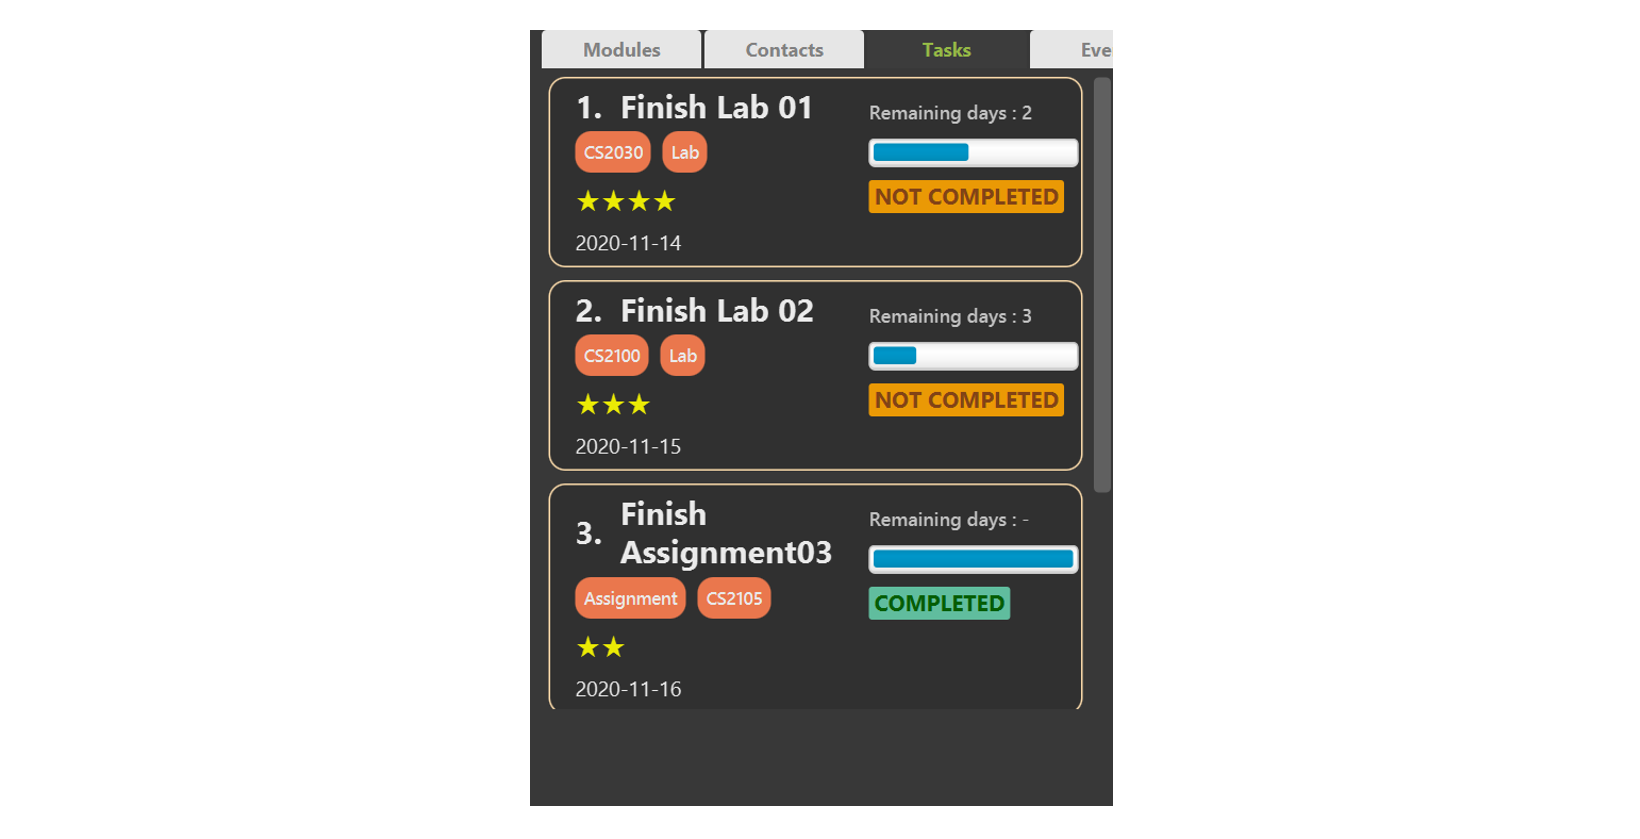 Modules Contacts Tasks Eve
1. Finish Lab 01
Remaining days : 2
CS2030 Lab
NOT COMPLETED
★★★★
2020-11-14
2. Finish Lab 02
Remaining days : 3
CS2100 Lab
NOT COMPLETED
★★★
2020-11-15
3. Finish
Assignment03
Remaining days : -
Assignment CS2105
COMPLETED
★★
2020-11-16